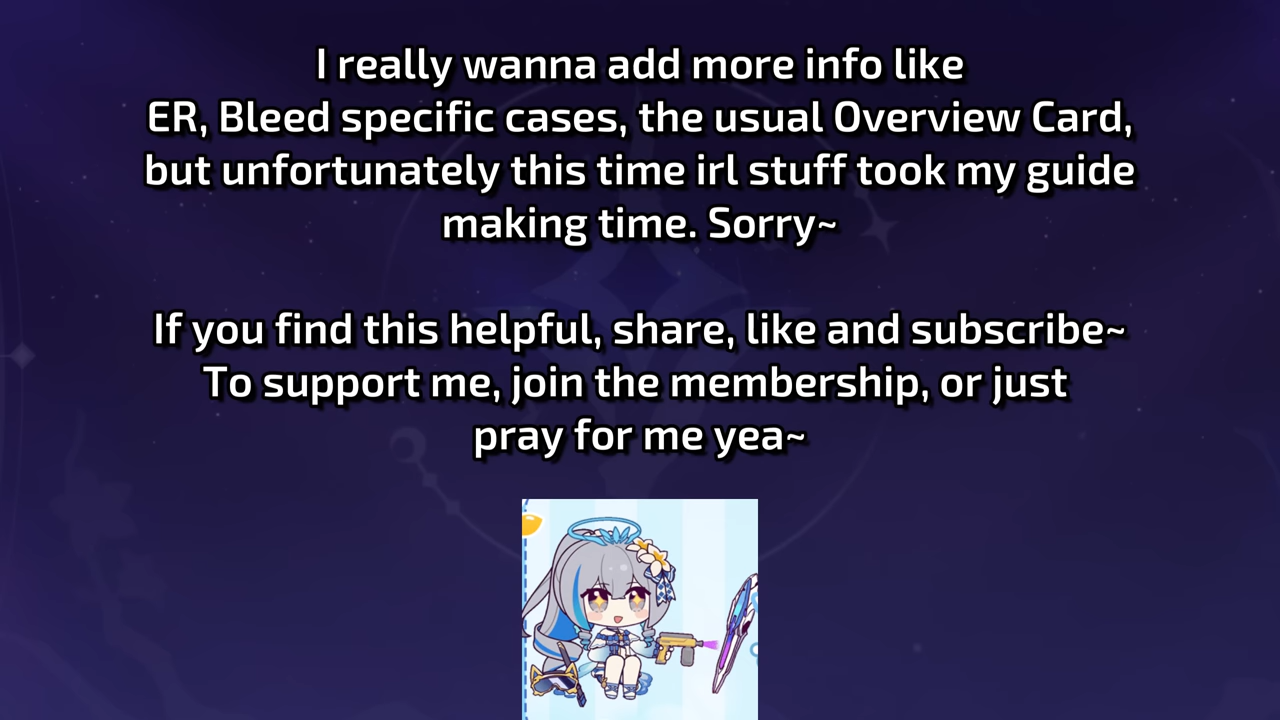 I really wanna add more info like
ER, Bleed specific cases, the usual Overview Card,
but unfortunately this time irl stuff took my guide
making time. Sorry~
If you find this helpful, share, like and subscribe~
To support me, join the membership, or just
pray for me yea~